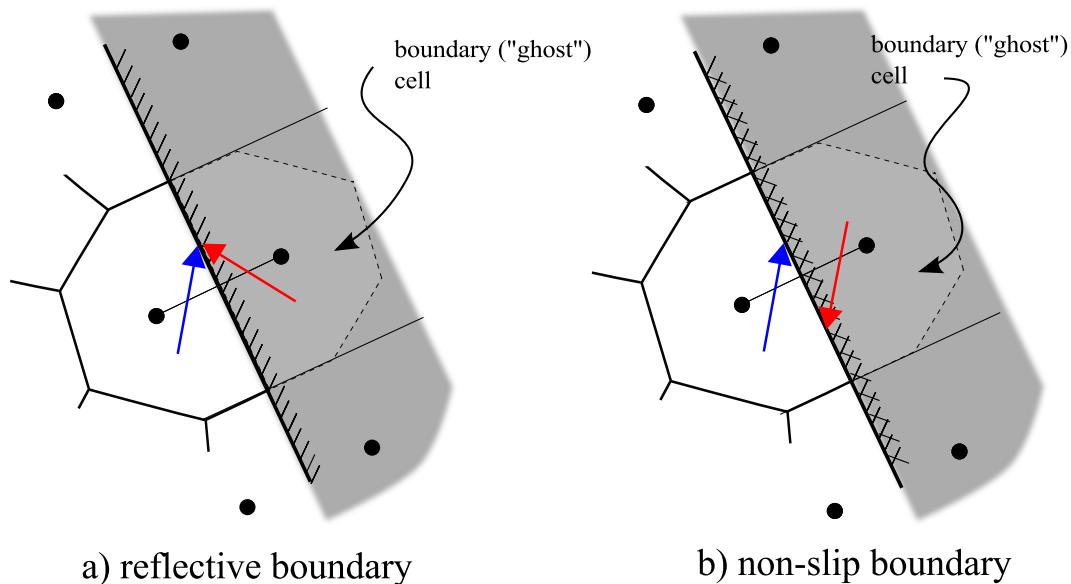 boundary ("ghost")
cell
boundary ("ghost")
cell
a) reflective boundary
b) non-slip boundary